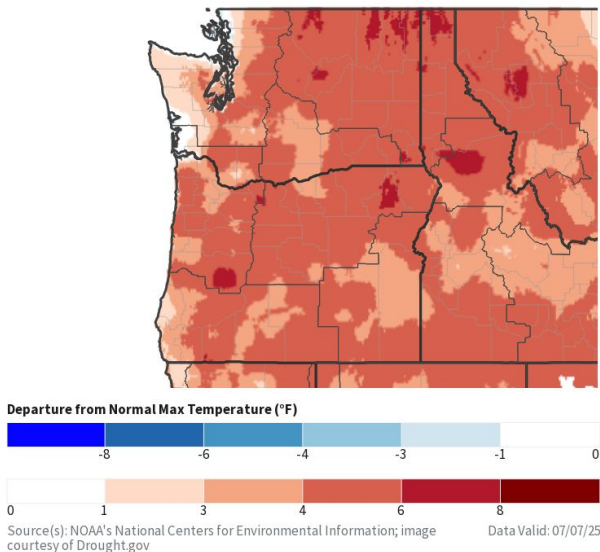 Departure from Normal Max Temperature (°F)
-8 -6 -4 -3 -1 0
0 1 3 4 6 8
Source(s): NOAA's National Centers for Environmental Information; image Data Valid: 07/07/25
courtesy of Drought.gov